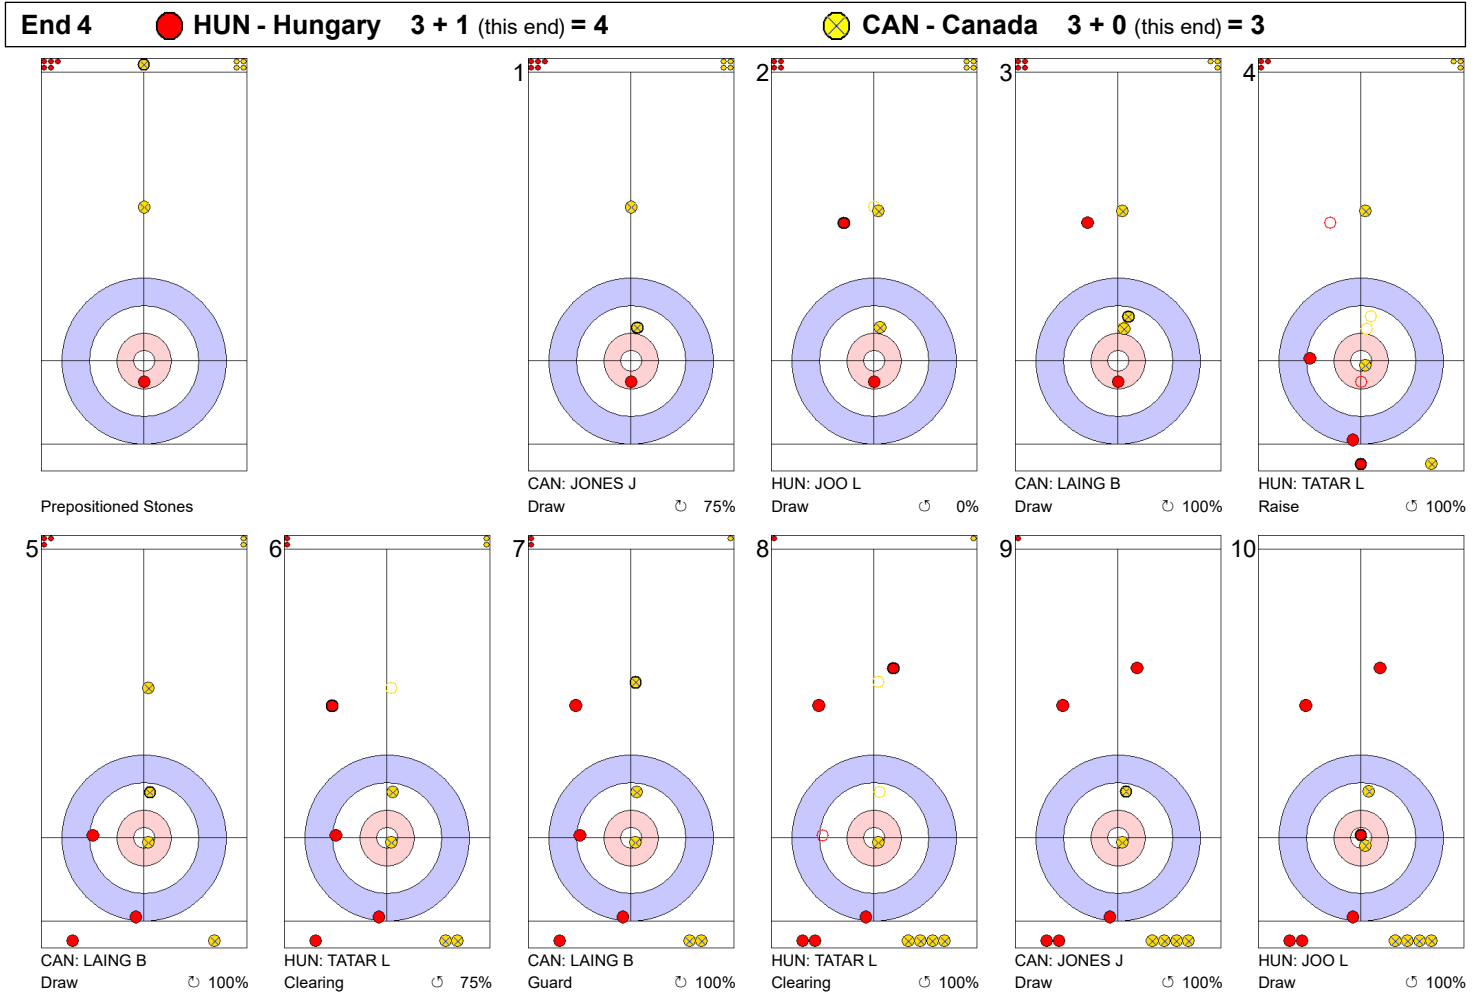 End 4 HUN - Hungary 3 + 1 (this end) = 4 CAN - Canada 3 + 0 (this end) = 3
1 2 3 4
Prepositioned Stones
CAN: JONES J HUN: JOO L CAN: LAING B HUN: TATAR L
Draw ↻ 75% Draw ↺ 0% Draw ↻ 100% Raise ↺ 100%
5 6 7 8 9 10
CAN: LAING B HUN: TATAR L CAN: LAING B HUN: TATAR L CAN: JONES J HUN: JOO L
Draw ↻ 100% Clearing ↻ 75% Guard ↻ 100% Clearing ↺ 100% Draw ↻ 100% Draw ↺ 100%